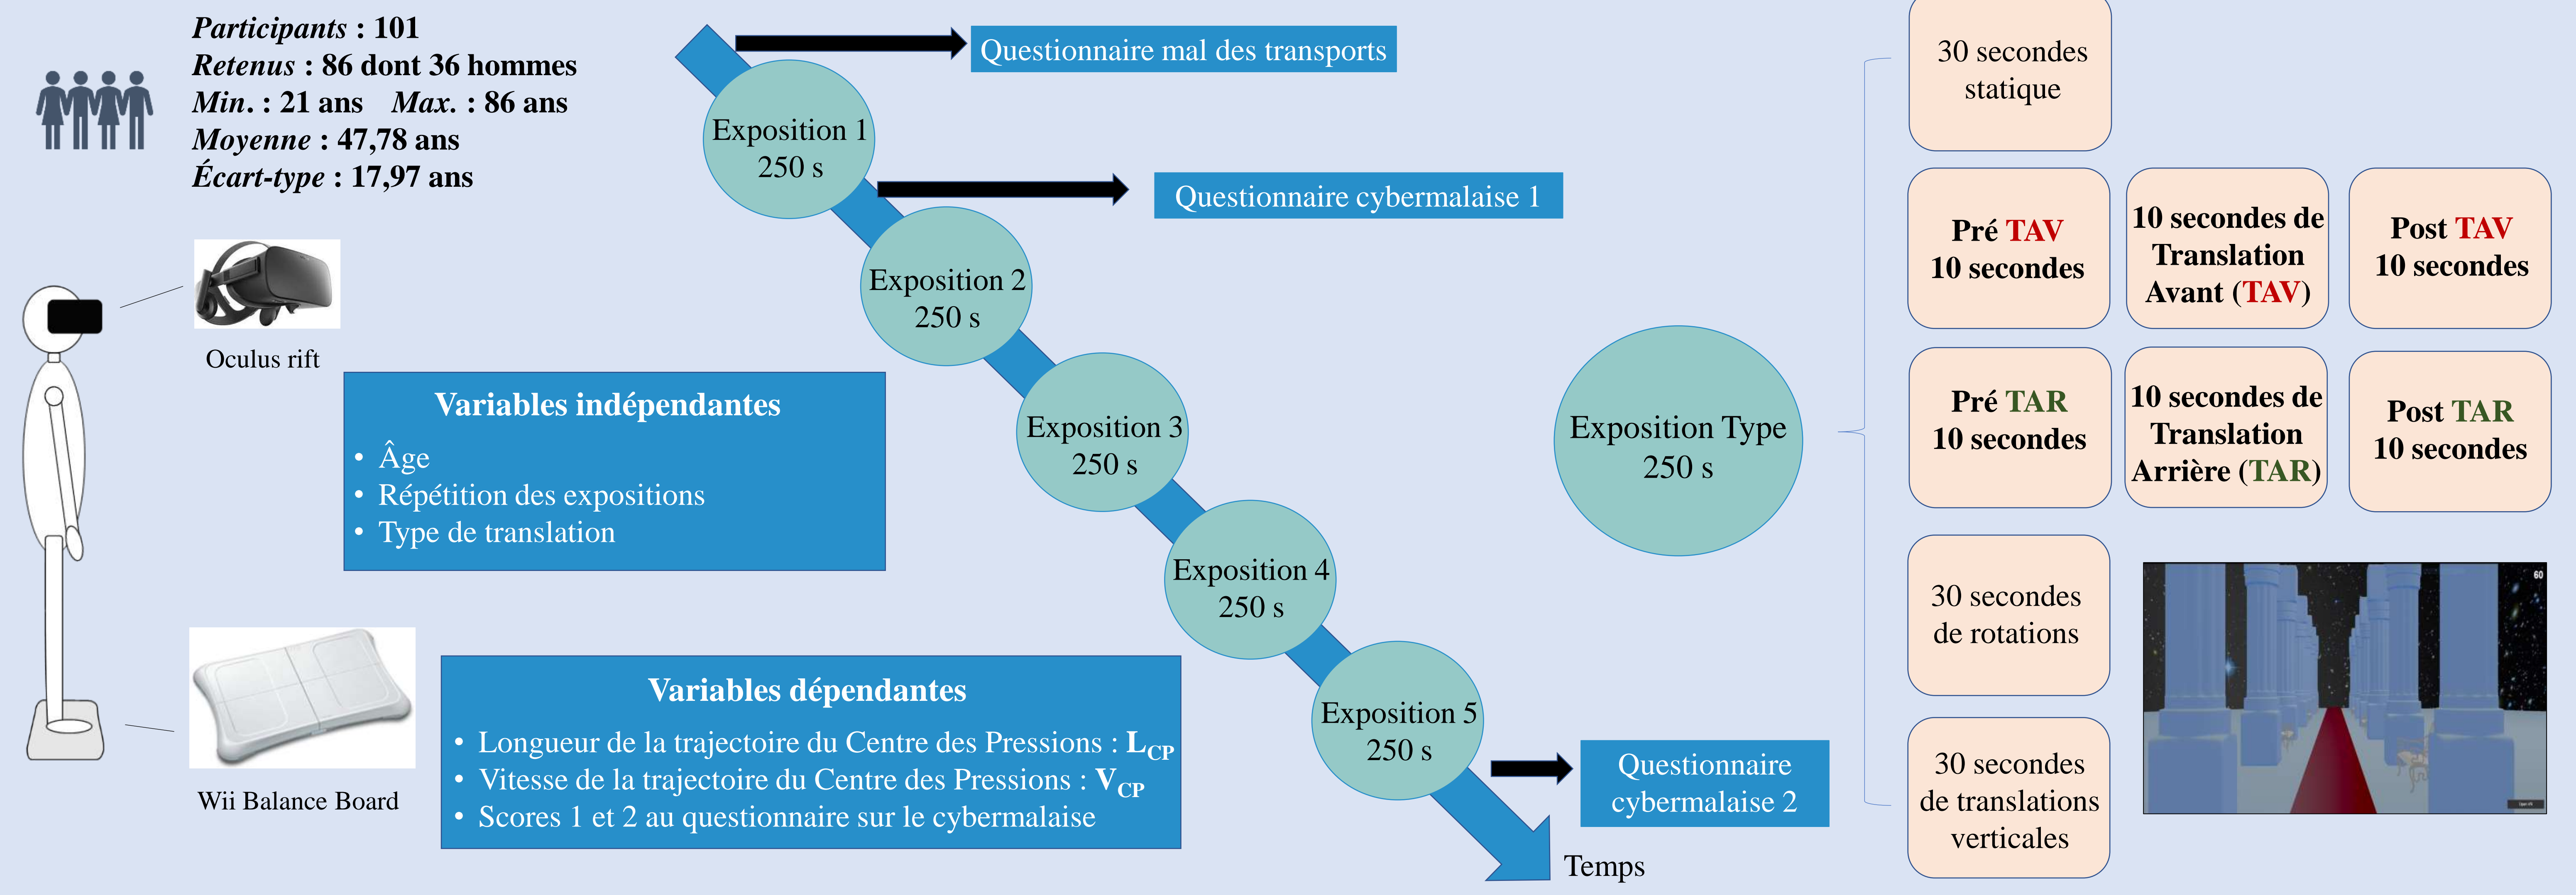 Participants : 101
Retenus : 86 dont 36 hommes
Min. : 21 ans Max. : 86 ans
Moyenne : 47,78 ans
Écart-type : 17,97 ans
Oculus rift
Wii Balance Board
Variables indépendantes
• Âge
• Répétition des expositions
• Type de translation
Variables dépendantes
• Longueur de la trajectoire du Centre des Pressions : LCP
• Vitesse de la trajectoire du Centre des Pressions : VCP
• Scores 1 et 2 au questionnaire sur le cybermalaise
Questionnaire mal des transports
Exposition 1
250 s
Questionnaire cybermalaise 1
Exposition 2
250 s
Exposition 3
250 s
Exposition 4
250 s
Exposition 5
250 s
Questionnaire
cybermalaise 2
Temps
Exposition Type
250 s
30 secondes
statique
Pré TAV
10 secondes
10 secondes de
Translation
Avant (TAV)
Post TAV
10 secondes
Pré TAR
10 secondes
10 secondes de
Translation
Arrière (TAR)
Post TAR
10 secondes
30 secondes
de rotations
30 secondes
de translations
verticales
60